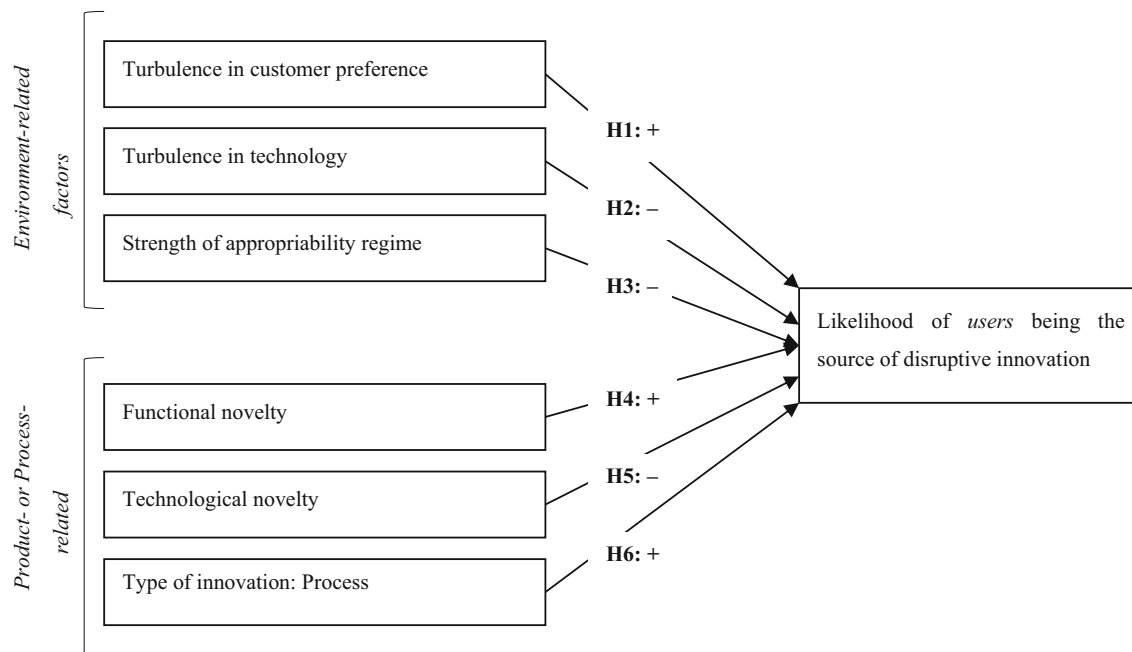 Environment-related
factors
Turbulence in customer preference
Turbulence in technology
Strength of appropriability regime
Product- or Process-
related
Functional novelty
Technological novelty
Type of innovation: Process
H1: +
H2: –
H3: –
H4: +
H5: –
H6: +
Likelihood of users being the
source of disruptive innovation